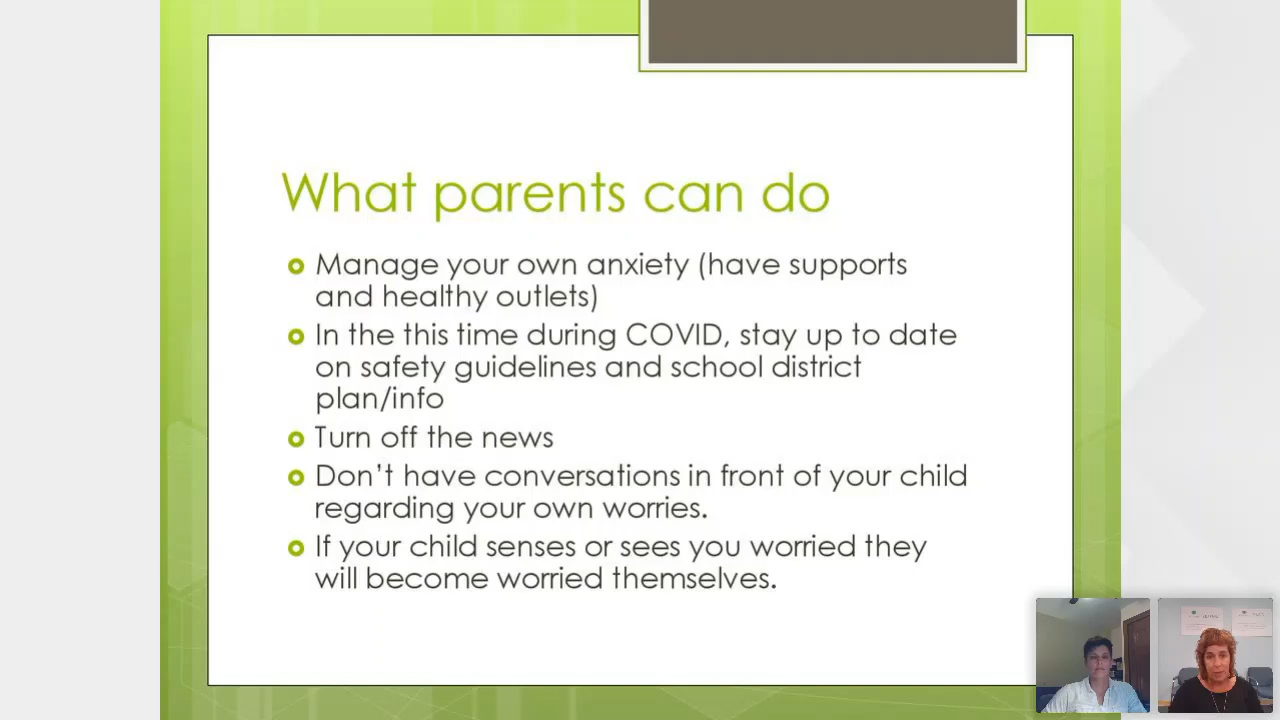 What parents can do
Manage your own anxiety (have supports
and healthy outlets)
In the this time during COVID, stay up to date
on safety guidelines and school district
plan/info
Turn off the news
Don't have conversations in front of your child
regarding your own worries.
If your child senses or sees you worried they
will become worried themselves.